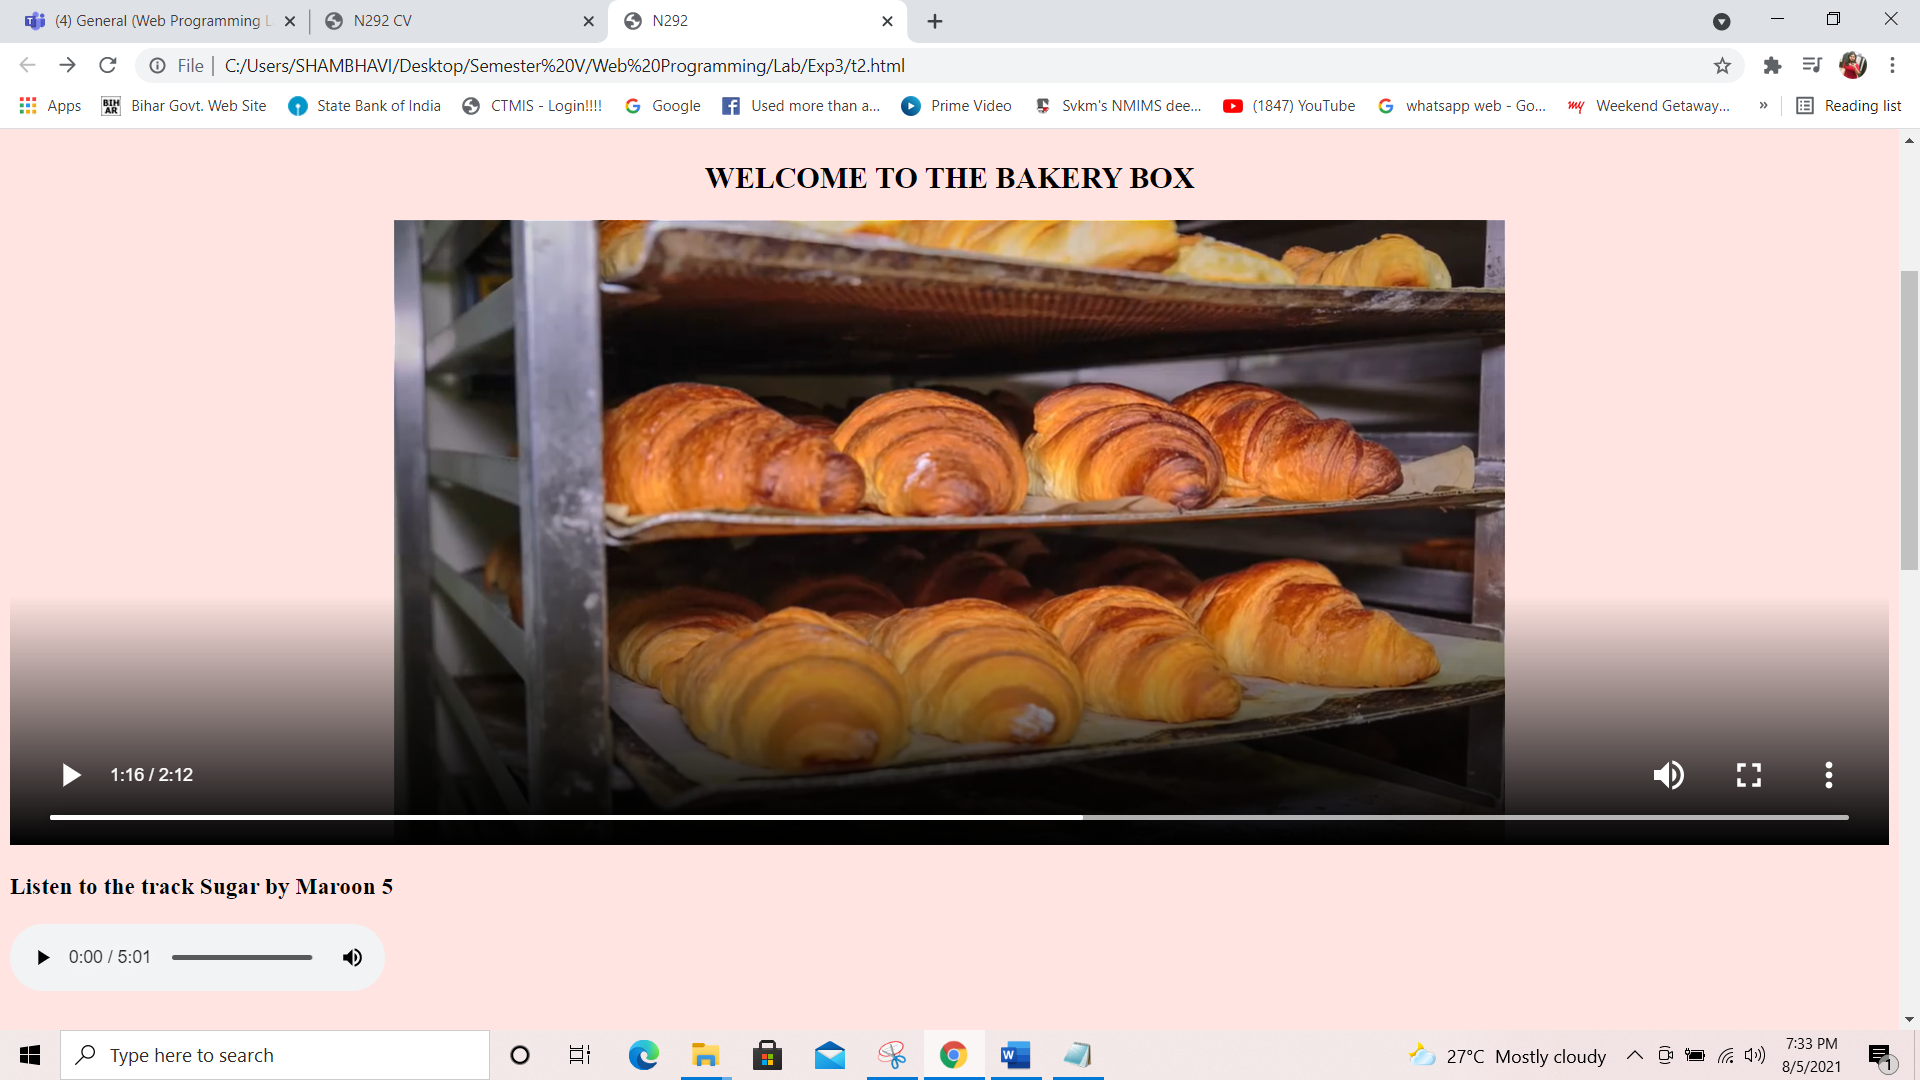 (4) General (Web Programming L
N292 CV
N292
File
C:/Users/SHAMBHAVI/Desktop/Semester%20V/Web%20Programming/Lab/Exp3/t2.html
Apps
BIH
AR
Bihar Govt. Web Site
State Bank of India
CTMIS - Login!!!!
Google
Used more than a...
Prime Video
Svkm's NMIMS dee...
(1847) YouTube
whatsapp web - Go...
my
Weekend Getaway...
»
Reading list
WELCOME TO THE BAKERY BOX
1:16 / 2:12
Listen to the track Sugar by Maroon 5
0:00 / 5:01
Type here to search
27°C Mostly cloudy
7:33 PM
8/5/2021
1